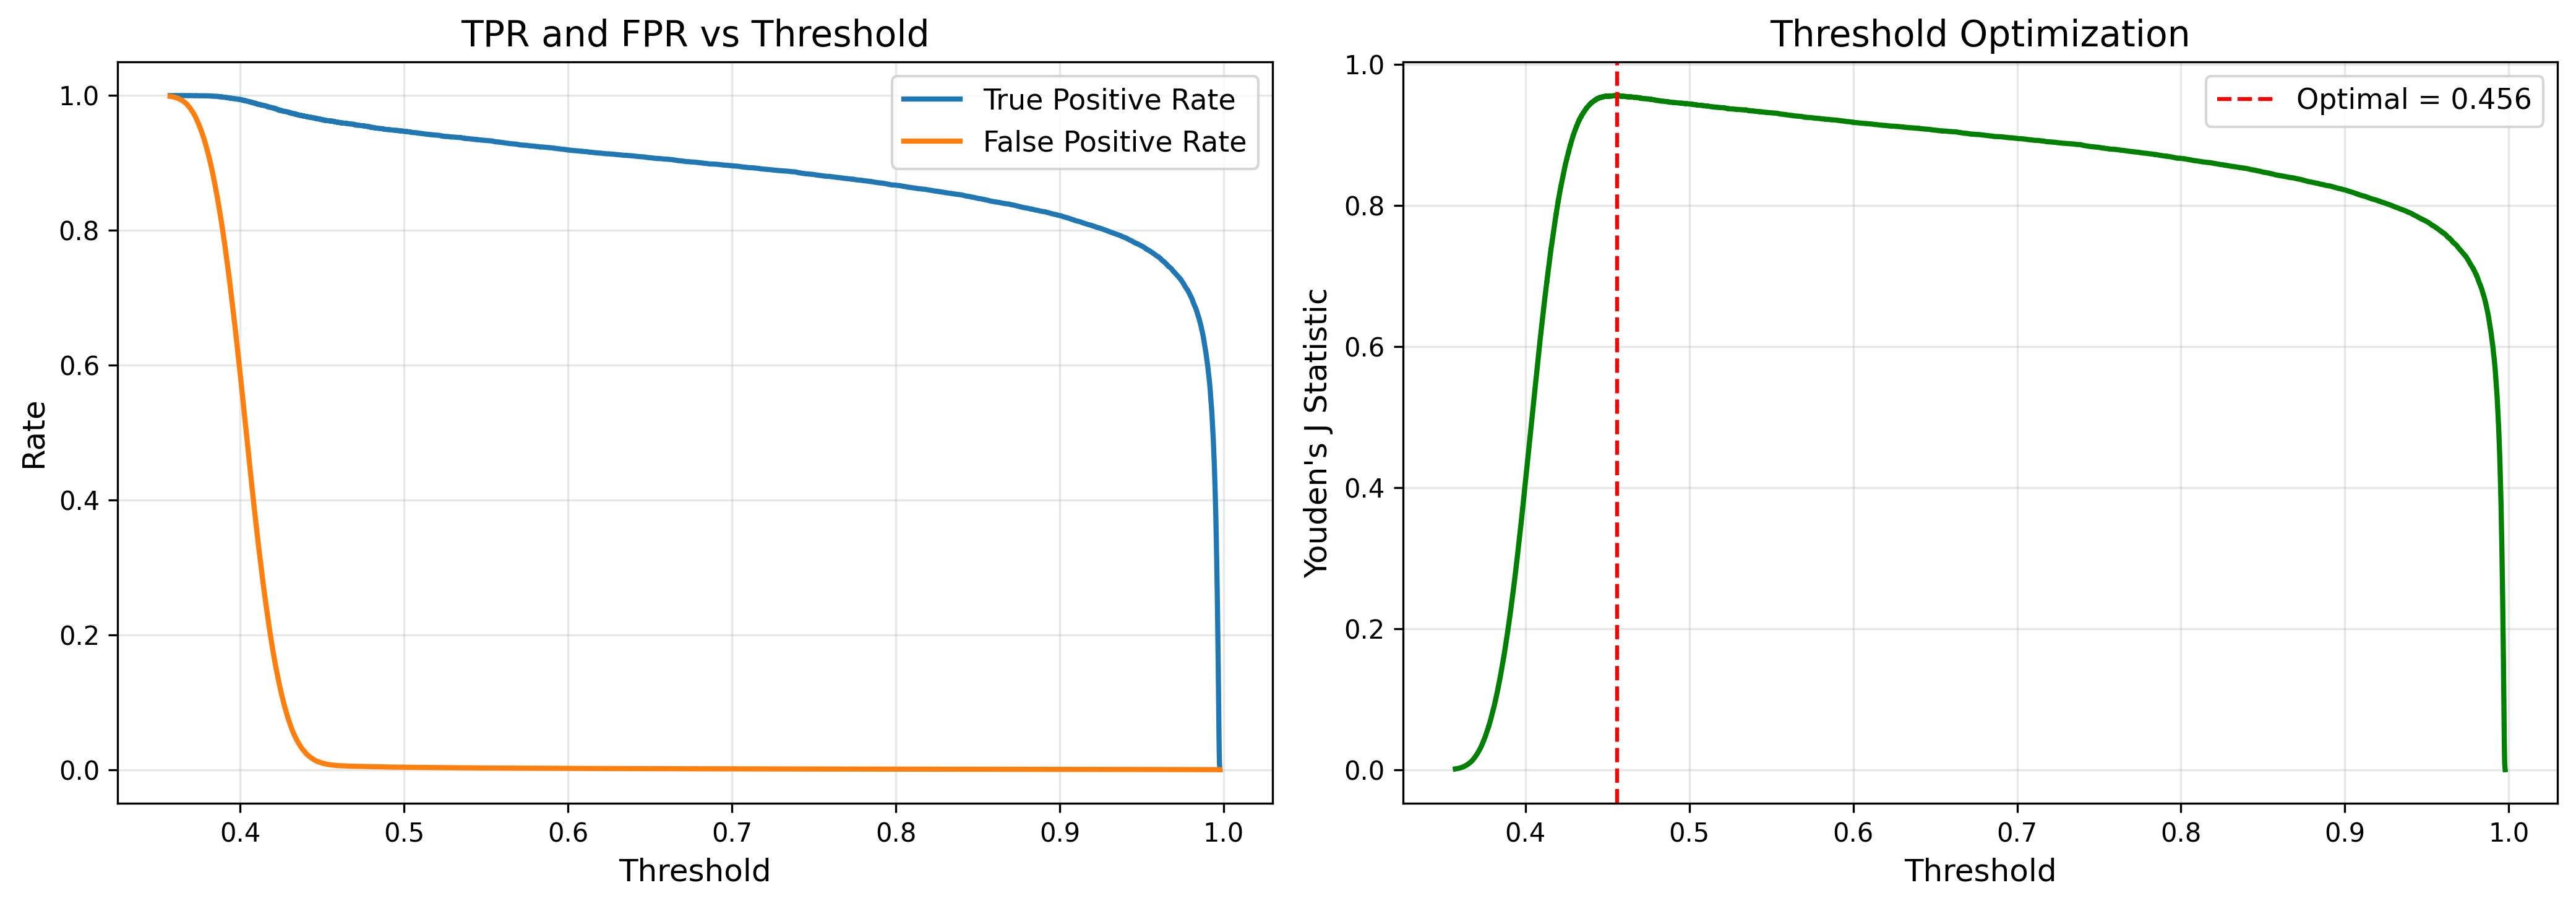 TPR and FPR vs Threshold
True Positive Rate
False Positive Rate
Rate
1.0
0.8
0.6
0.4
0.2
0.0
0.4 0.5 0.6 0.7 0.8 0.9 1.0
Threshold
Threshold Optimization
Optimal = 0.456
Youden's J Statistic
1.0
0.8
0.6
0.4
0.2
0.0
0.4 0.5 0.6 0.7 0.8 0.9 1.0
Threshold